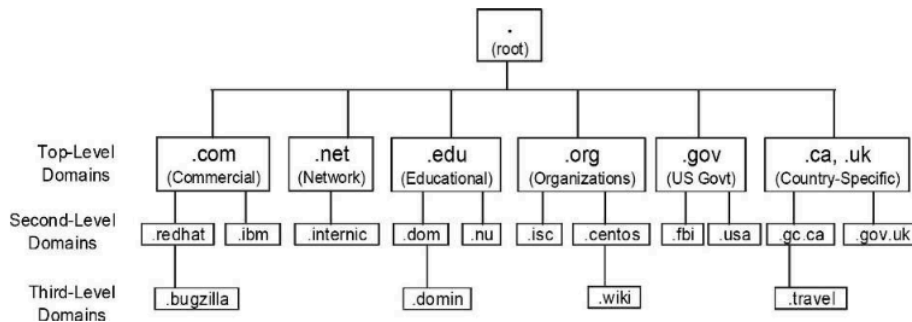 .
(root)
Top-Level
Domains
.com
(Commercial)
.net
(Network)
.edu
(Educational)
.org
(Organizations)
.gov
(US Govt)
.ca, .uk
(Country-Specific)
Second-Level
Domains
.redhat
.ibm
.internic
.dom
.nu
.isc
.centos
.fbi
.usa
.gc.ca
.gov.uk
Third-Level
Domains
.bugzilla
.domin
.wiki
.travel